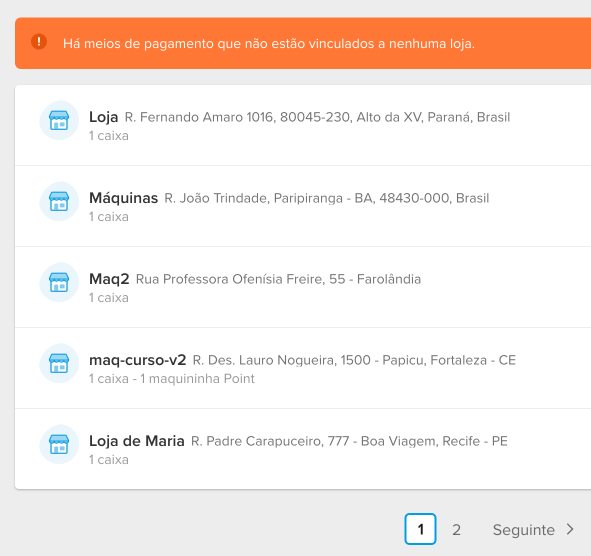 Há meios de pagamento que não estão vinculados a nenhuma loja.
Loja R. Fernando Amaro 1016, 80045-230, Alto da XV, Paraná, Brasil
1 caixa
Máquinas R. João Trindade, Paripiranga - BA, 48430-000, Brasil
1 caixa
Maq2 Rua Professora Ofenísia Freire, 55 - Farolândia
1 caixa
maq-curso-v2 R. Des. Lauro Nogueira, 1500 - Papicu, Fortaleza - CE
1 caixa - 1 maquininha Point
Loja de Maria R. Padre Carapuceiro, 777 - Boa Viagem, Recife - PE
1 caixa
1 2 Seguinte